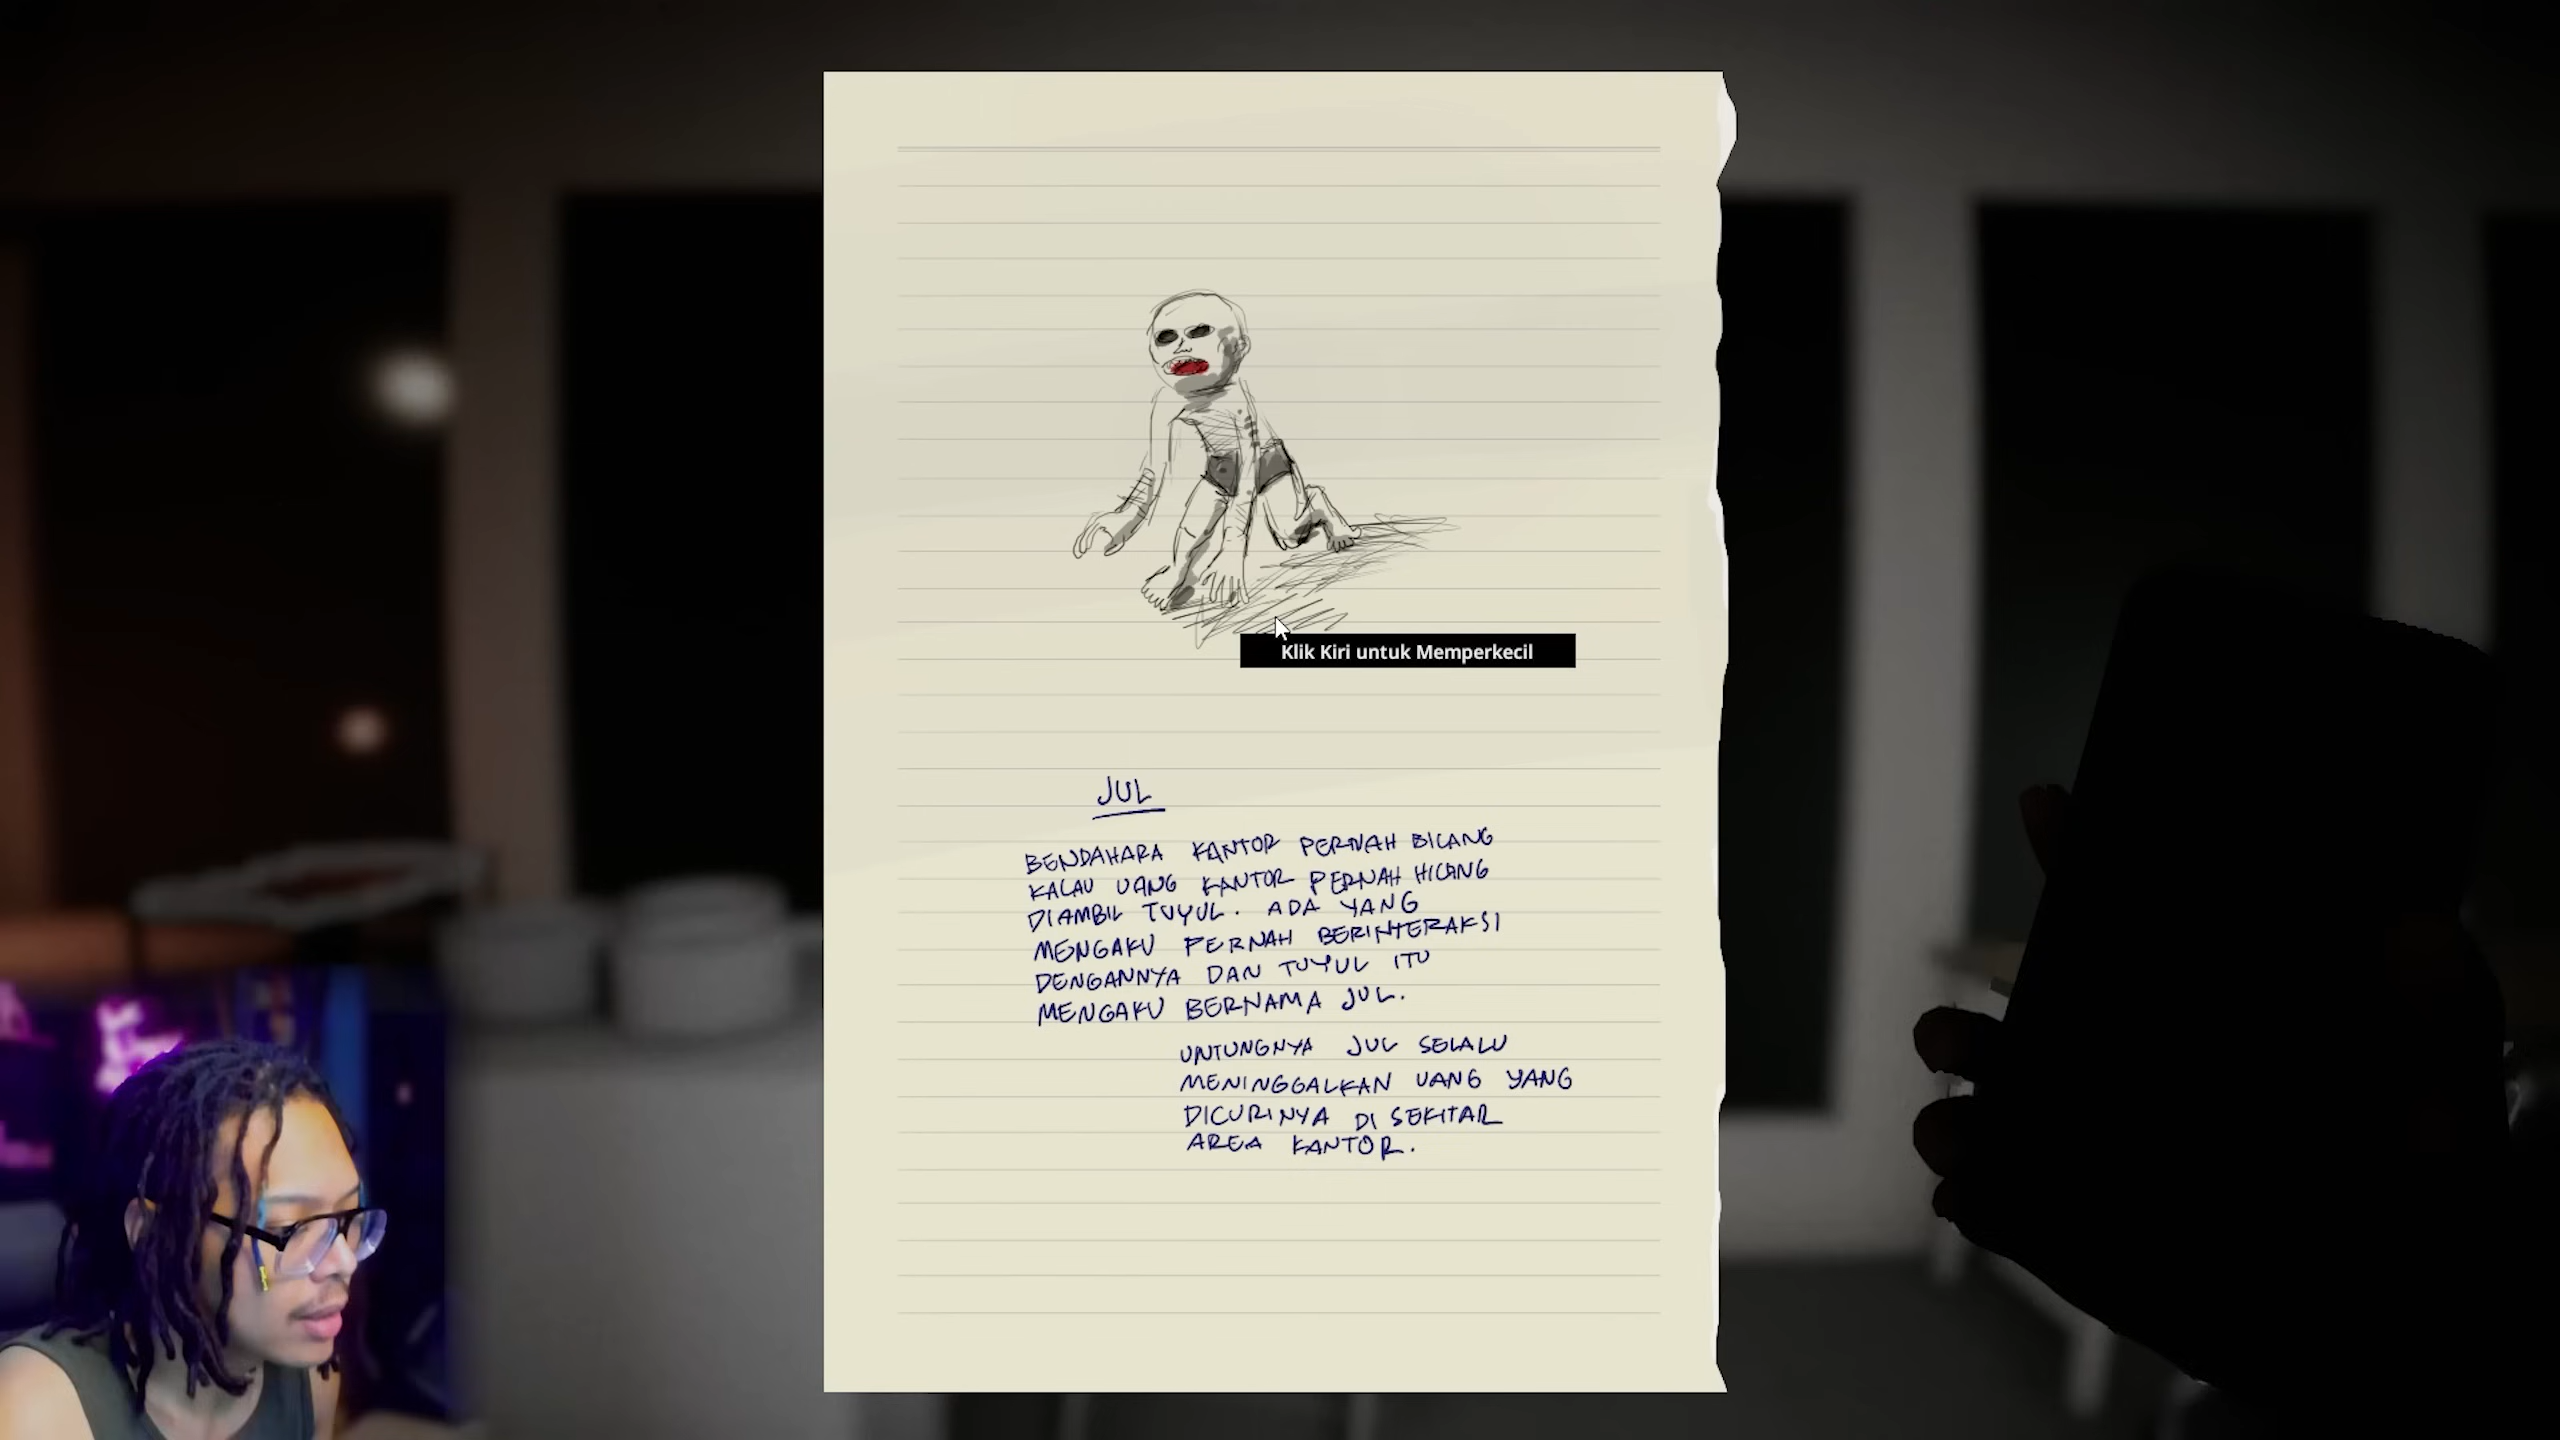 Klik Kiri untuk Memperkecil
JUL
BENDAHARA KANTOR PERNAH BILANG
KALAU UANG KANTOR PERNAH HILANG
DIAMBIL TUYUL. ADA YANG
MENGAKU PERNAH BERINTERAKSI
DENGANNYA DAN TUYUL ITU
MENGAKU BERNAMA JUL.
UNTUNGNYA JUL SELALU
MENINGGALKAN UANG YANG
DICURINYA DI SEKITAR
AREA KANTOR.